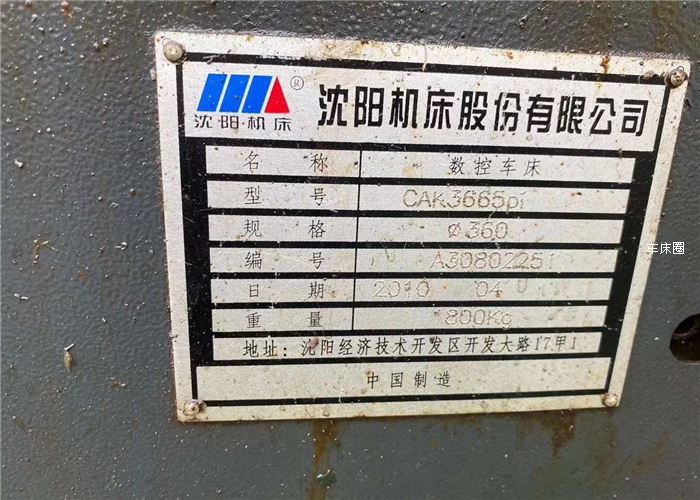 沈阳机床股份有限公司
®
沈阳·机床
名 称 数控车床
型 号 CAK3665pi
规 格 φ360
编 号 A30802251
日 期 2010 04
重 量 1800Kg
地址：沈阳经济技术开发区开发大路17甲1
中国制造
车床圈